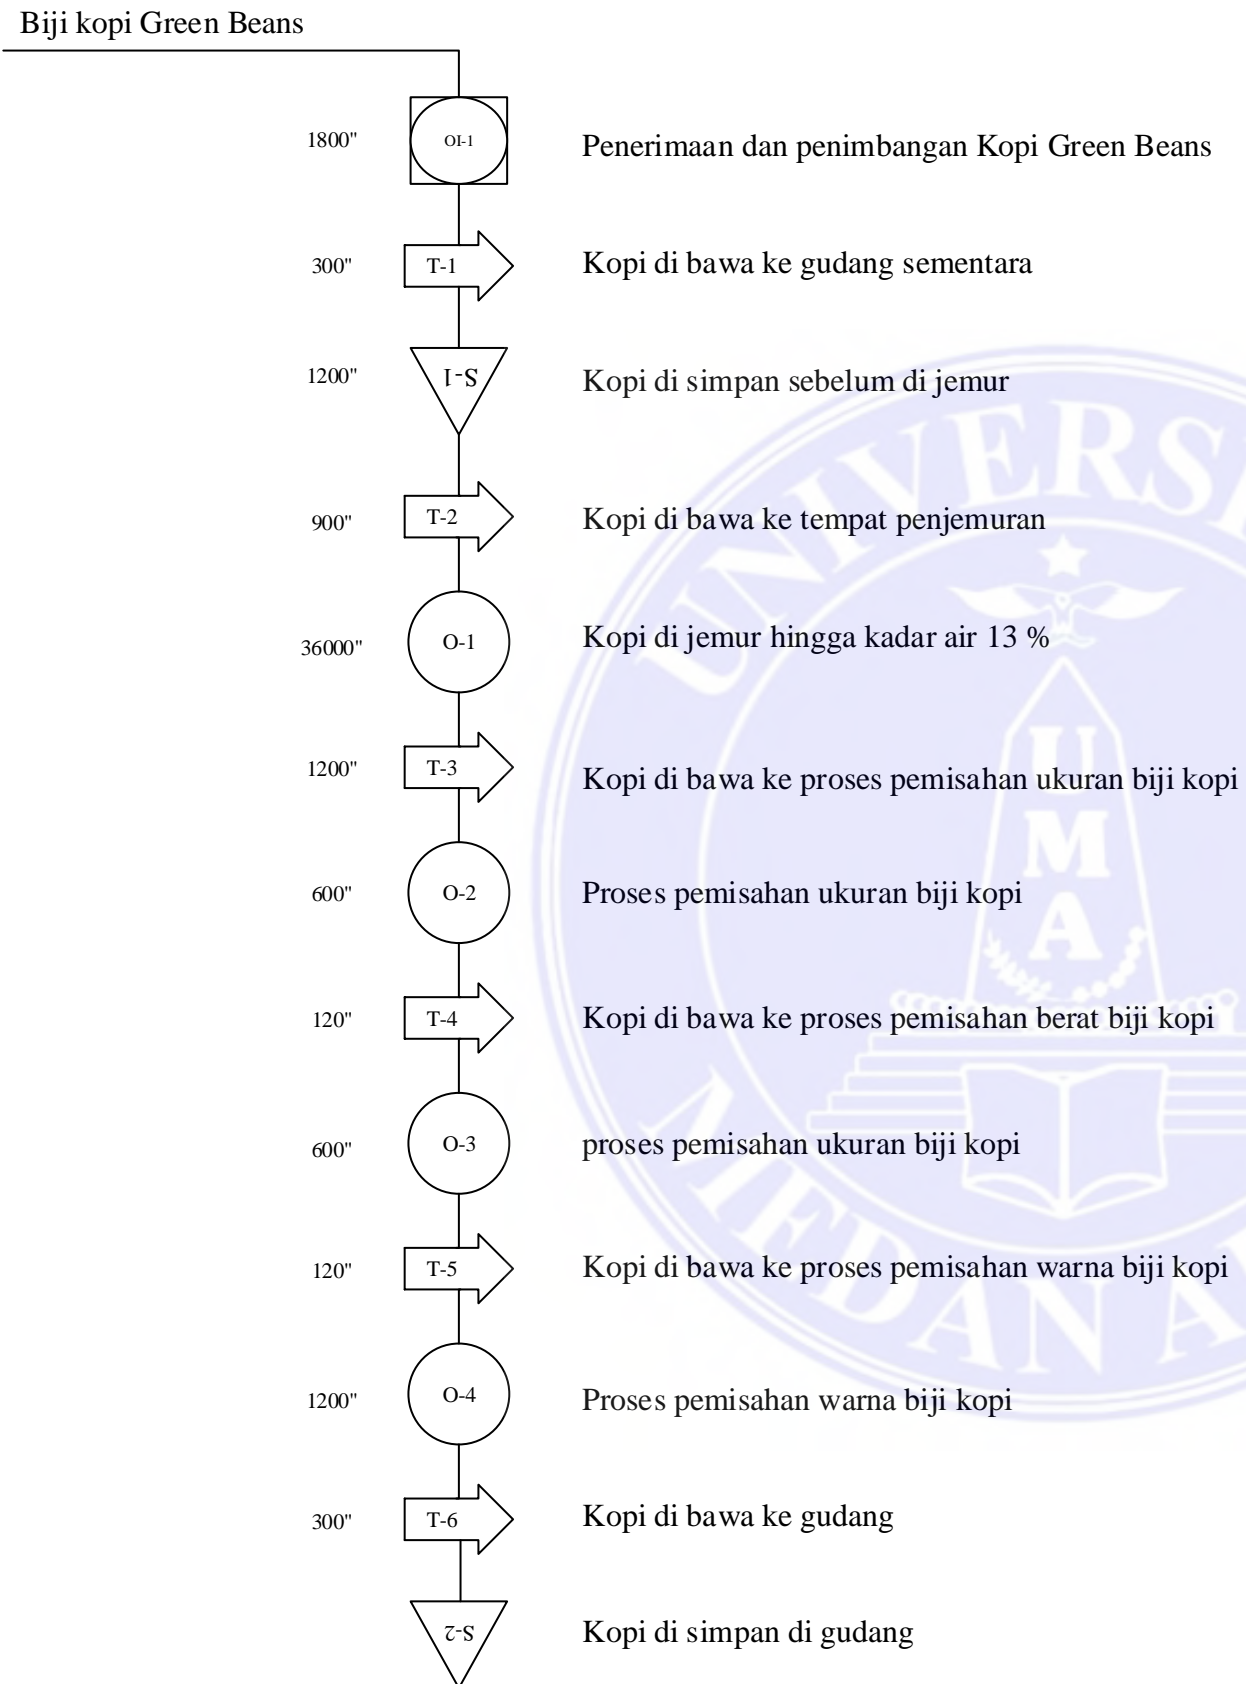 Biji kopi Green Beans
1800" OI-1 Penerimaan dan penimbangan Kopi Green Beans
300" T-1 Kopi di bawa ke gudang sementara
1200" S-1 Kopi di simpan sebelum di jemur
900" T-2 Kopi di bawa ke tempat penjemuran
36000" O-1 Kopi di jemur hingga kadar air 13 %
1200" T-3 Kopi di bawa ke proses pemisahan ukuran biji kopi
600" O-2 Proses pemisahan ukuran biji kopi
120" T-4 Kopi di bawa ke proses pemisahan berat biji kopi
600" O-3 proses pemisahan ukuran biji kopi
120" T-5 Kopi di bawa ke proses pemisahan warna biji kopi
1200" O-4 Proses pemisahan warna biji kopi
300" T-6 Kopi di bawa ke gudang
S-2 Kopi di simpan di gudang
UNIVERS
U
M
A
MEDAN A